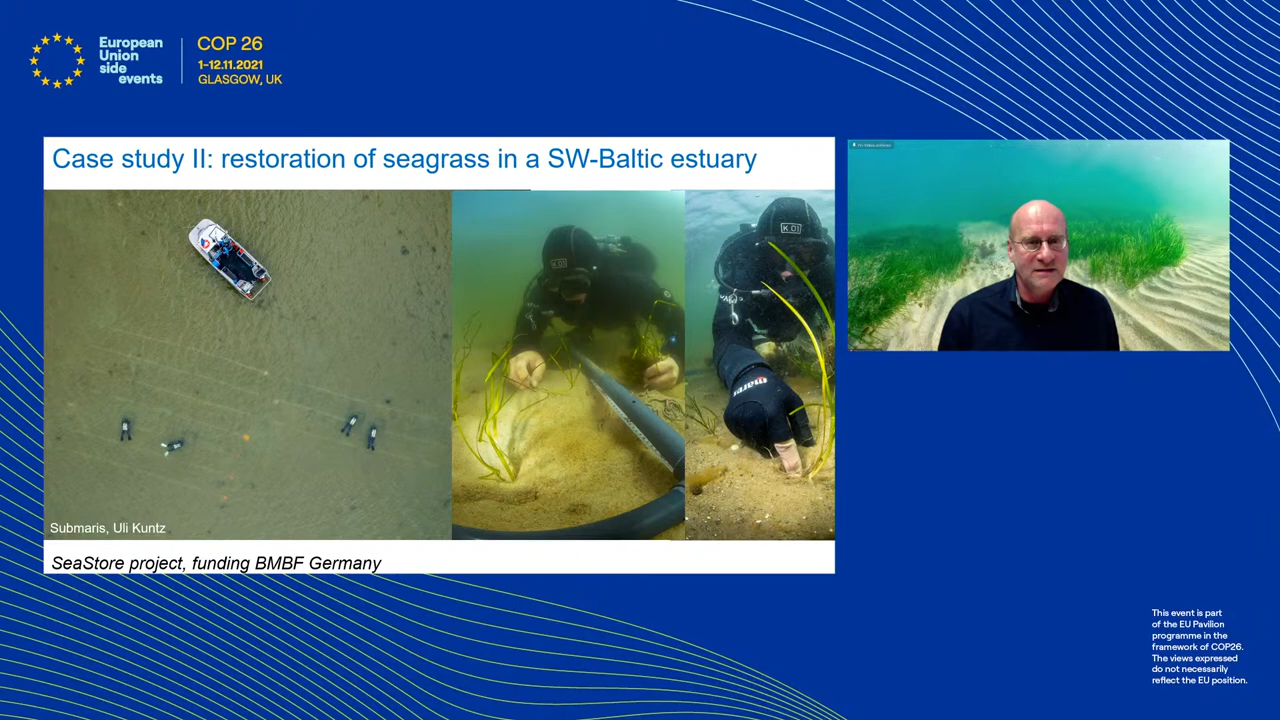 European
Union
side
events
COP 26
1-12.11.2021
GLASGOW, UK
Case study II: restoration of seagrass in a SW-Baltic estuary
K.01
K.01
mares
Submaris, Uli Kuntz
SeaStore project, funding BMBF Germany
This event is part
of the EU Pavilion
programme in the
framework of COP26.
The views expressed
do not necessarily
reflect the EU position.